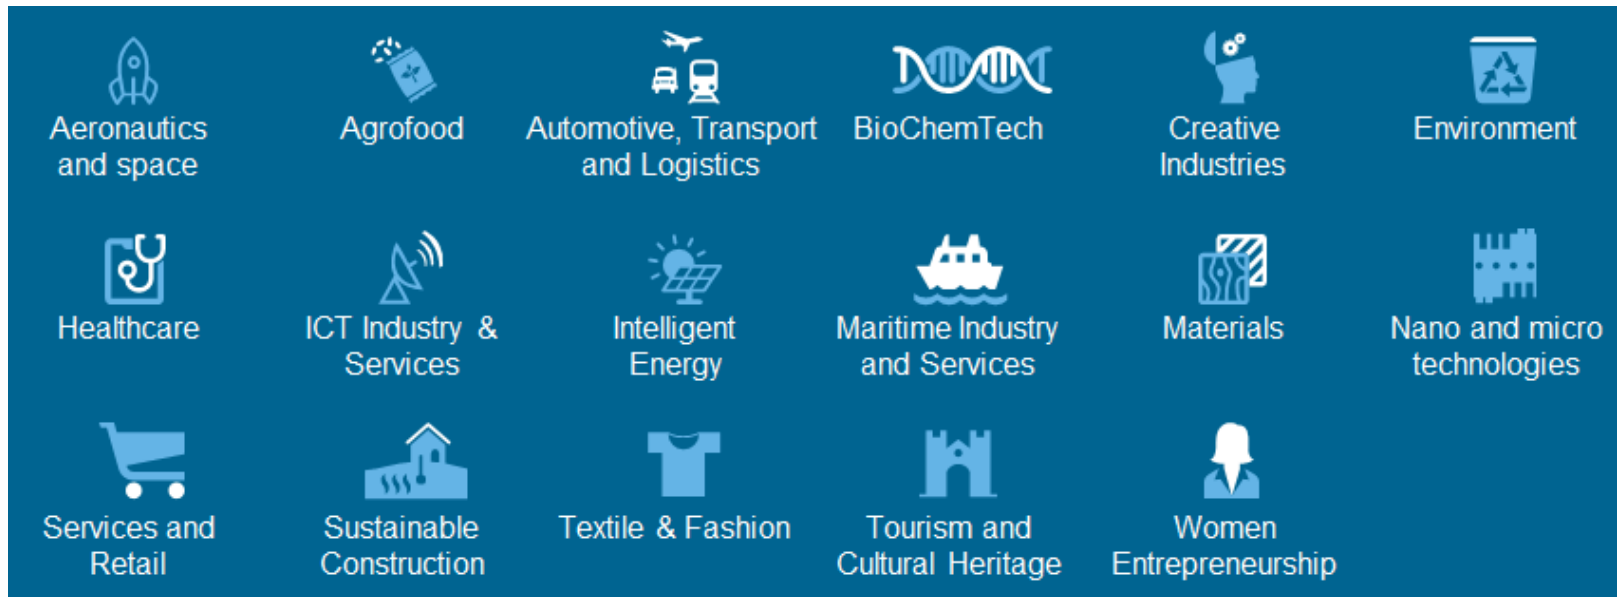 Aeronautics
and space
Agrofood
Automotive, Transport
and Logistics
BioChemTech
Creative
Industries
Environment
Healthcare
ICT Industry &
Services
Intelligent
Energy
Maritime Industry
and Services
Materials
Nano and micro
technologies
Services and
Retail
Sustainable
Construction
Textile & Fashion
Tourism and
Cultural Heritage
Women
Entrepreneurship